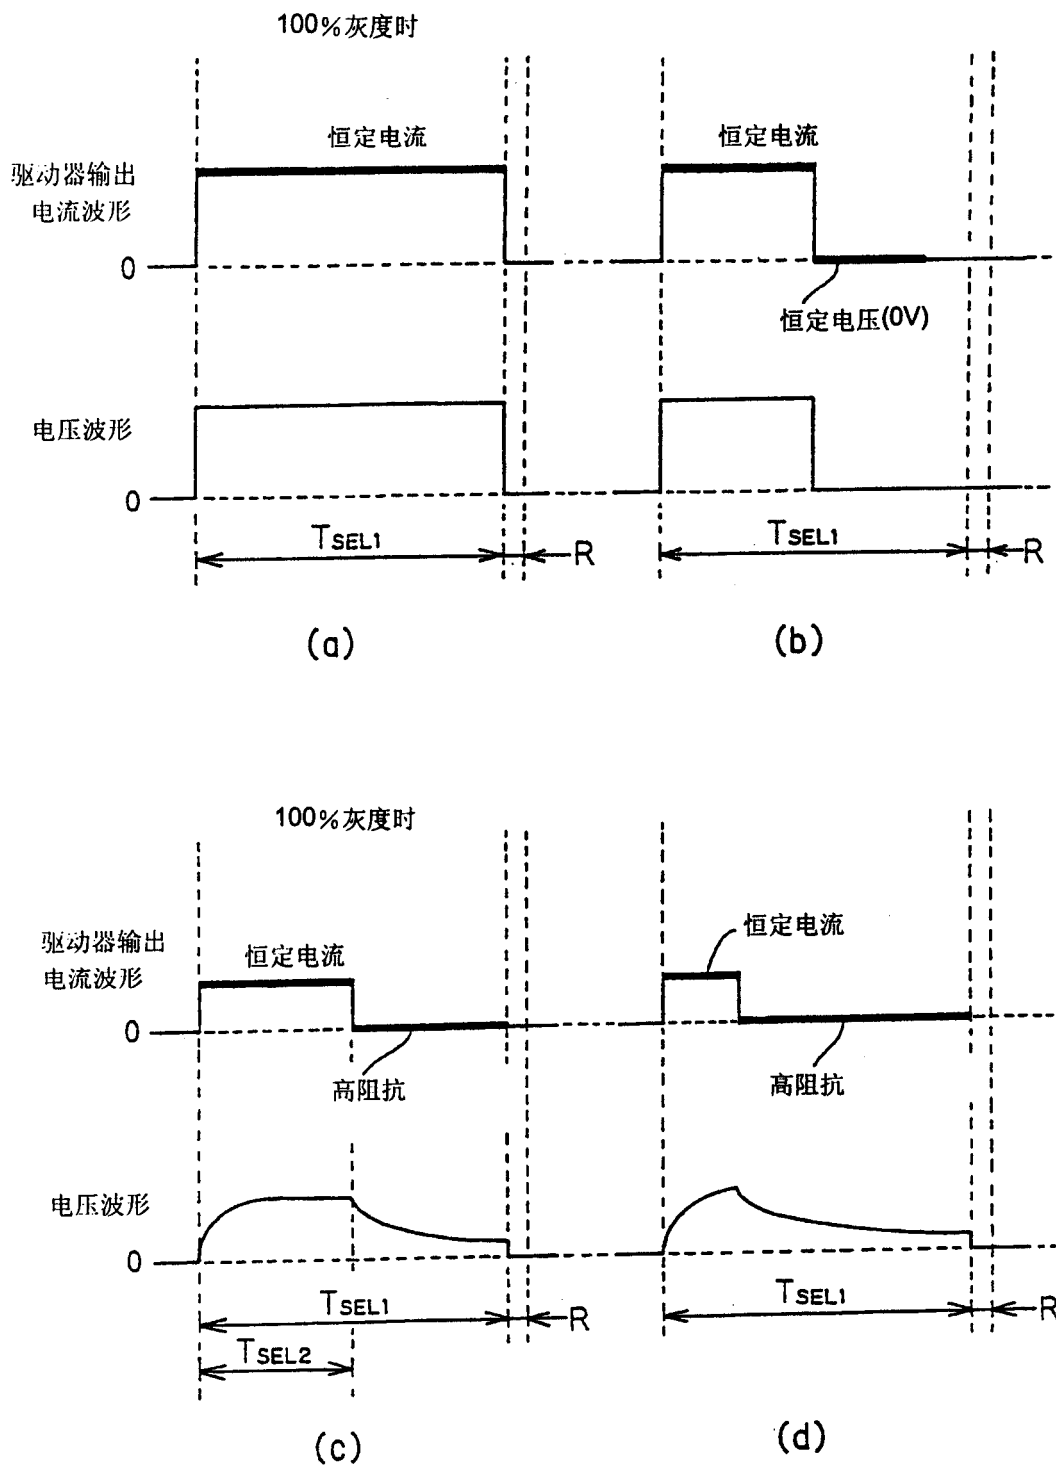 100%灰度时
恒定电流
恒定电流
驱动器输出
电流波形
0
恒定电压(0V)
电压波形
0
TSEL1
R
TSEL1
R
(a)
(b)
100%灰度时
驱动器输出
电流波形
恒定电流
恒定电流
0
高阻抗
高阻抗
电压波形
0
TSEL1
R
TSEL1
R
TSEL2
(c)
(d)